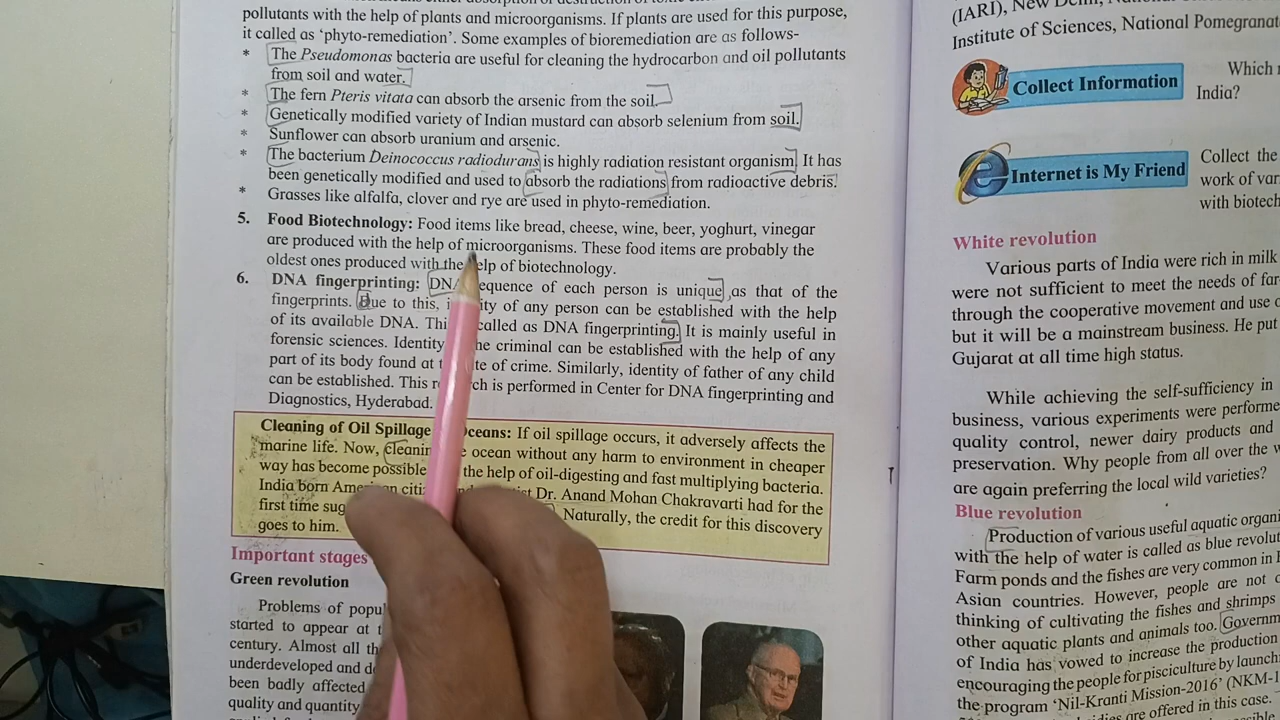 pollutants with the help of plants and microorganisms. If plants are used for this purpose,
it called as ‘phyto-remediation’. Some examples of bioremediation are as follows-
* The Pseudomonas bacteria are useful for cleaning the hydrocarbon and oil pollutants
from soil and water.
* The fern Pteris vitata can absorb the arsenic from the soil.
* Genetically modified variety of Indian mustard can absorb selenium from soil.
* Sunflower can absorb uranium and arsenic.
* The bacterium Deinococcus radiodurans is highly radiation resistant organism. It has
been genetically modified and used to absorb the radiations from radioactive debris.
* Grasses like alfalfa, clover and rye are used in phyto-remediation.
5. Food Biotechnology: Food items like bread, cheese, wine, beer, yoghurt, vinegar
are produced with the help of microorganisms. These food items are probably the
oldest ones produced with the help of biotechnology.
6. DNA fingerprinting: DNA sequence of each person is unique as that of the
fingerprints. Due to this, identity of any person can be established with the help
of its available DNA. This called as DNA fingerprinting. It is mainly useful in
forensic sciences. Identity the criminal can be established with the help of any
part of its body found at the site of crime. Similarly, identity of father of any child
can be established. This research is performed in Center for DNA fingerprinting and
Diagnostics, Hyderabad.
Cleaning of Oil Spillage Oceans: If oil spillage occurs, it adversely affects the
marine life. Now, cleaning ocean without any harm to environment in cheaper
way has become possible the help of oil-digesting and fast multiplying bacteria.
India born American Dr. Anand Mohan Chakravarti had for the
first time Naturally, the credit for this discovery
goes to him.
Important stages
Green revolution
Problems of
started to appear at
century. Almost all
underdeveloped and
been badly affected
quality and quantity
(IARI), New Delhi,
Institute of Sciences, National
Collect Information
Which
India?
Internet is My Friend
Collect the
work of
with
White revolution
Various parts of India were rich in milk
were not sufficient to meet the needs of
through the cooperative movement and use
but it will be a mainstream business. He put
Gujarat at all time high status.
While achieving the self-sufficiency in
business, various experiments were
quality control, newer dairy products and
preservation. Why people from all over the
are again preferring the local wild varieties?
Blue revolution
Production of various useful aquatic
with the help of water is called as blue
Farm ponds and the fishes are very common in
Asian countries. However, people are not
thinking of cultivating the fishes and shrimps
other aquatic plants and animals too.
of India has vowed to increase the production
encouraging the people for pisciculture by
the program ‘Nil-Kranti Mission-2016’
are offered in this case.